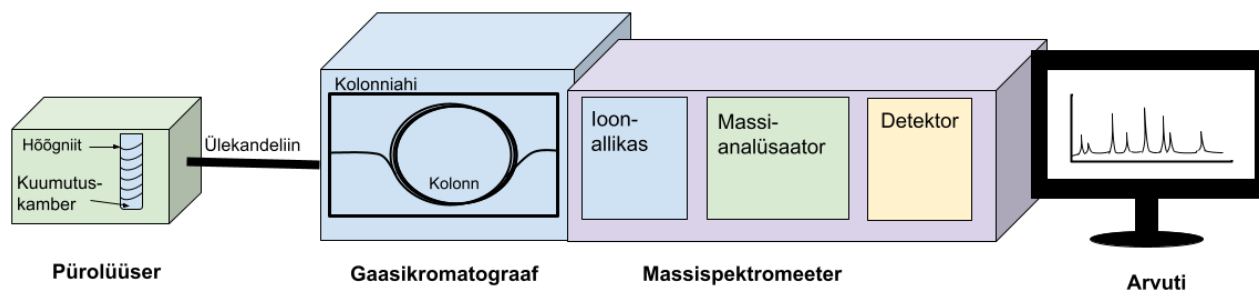 Hõõgniit
Kuumutus-
kamber
Pürolüüser
Ülekandeliin
Kolonniahi
Kolonn
Gaasikromatograaf
Ioon-
allikas
Massi-
analüsaator
Detektor
Massispektromeeter
Arvuti